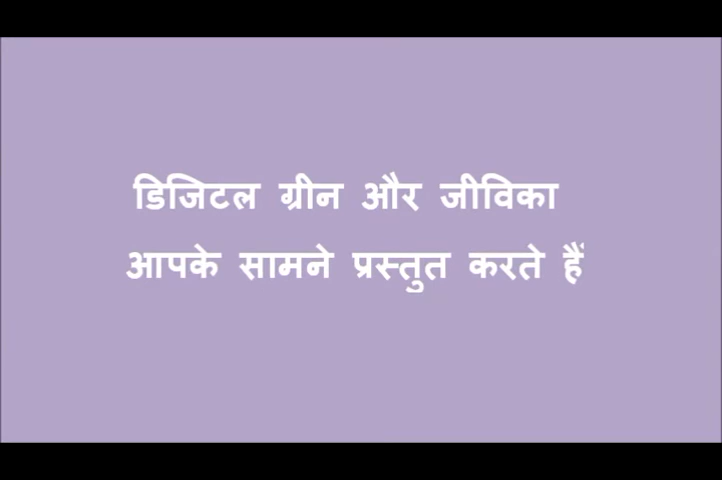 डिजिटल ग्रीन और जीविका
आपके सामने प्रस्तुत करते हैं